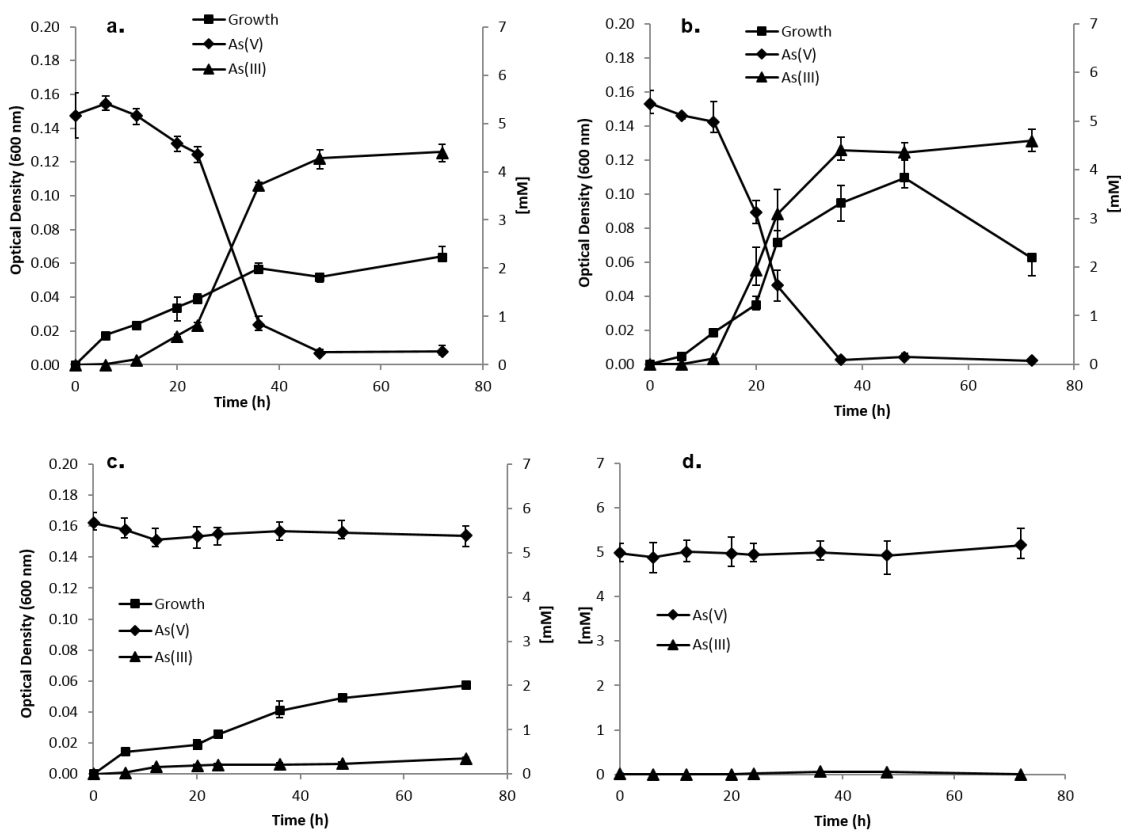 a.
Growth
As(V)
As(III)
0.20
0.18
0.16
0.14
0.12
0.10
0.08
0.06
0.04
0.02
0.00
Optical Density (600 nm)
7
6
5
4
3
2
1
0
[mM]
0 20 40 60 80
Time (h)
b.
Growth
As(V)
As(III)
0.20
0.18
0.16
0.14
0.12
0.10
0.08
0.06
0.04
0.02
0.00
Optical Density (600 nm)
7
6
5
4
3
2
1
0
[mM]
0 20 40 60 80
Time (h)
c.
0.20
0.18
0.16
0.14
0.12
0.10
0.08
0.06
0.04
0.02
0.00
Optical Density (600 nm)
Growth
As(V)
As(III)
7
6
5
4
3
2
1
0
[mM]
0 20 40 60 80
Time (h)
d.
7
6
5
4
3
2
1
0
[mM]
As(V)
As(III)
0 20 40 60 80
Time (h)